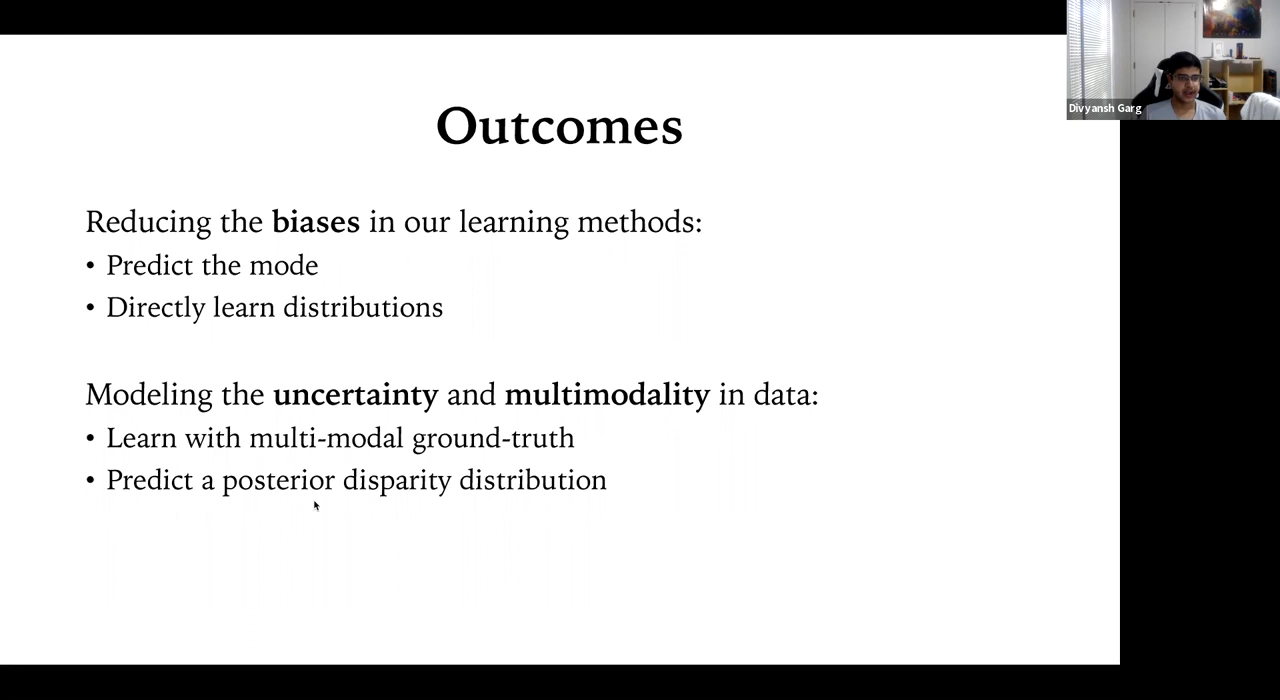 Outcomes
Divyansh Garg
Reducing the biases in our learning methods:
• Predict the mode
• Directly learn distributions
Modeling the uncertainty and multimodality in data:
• Learn with multi-modal ground-truth
• Predict a posterior disparity distribution